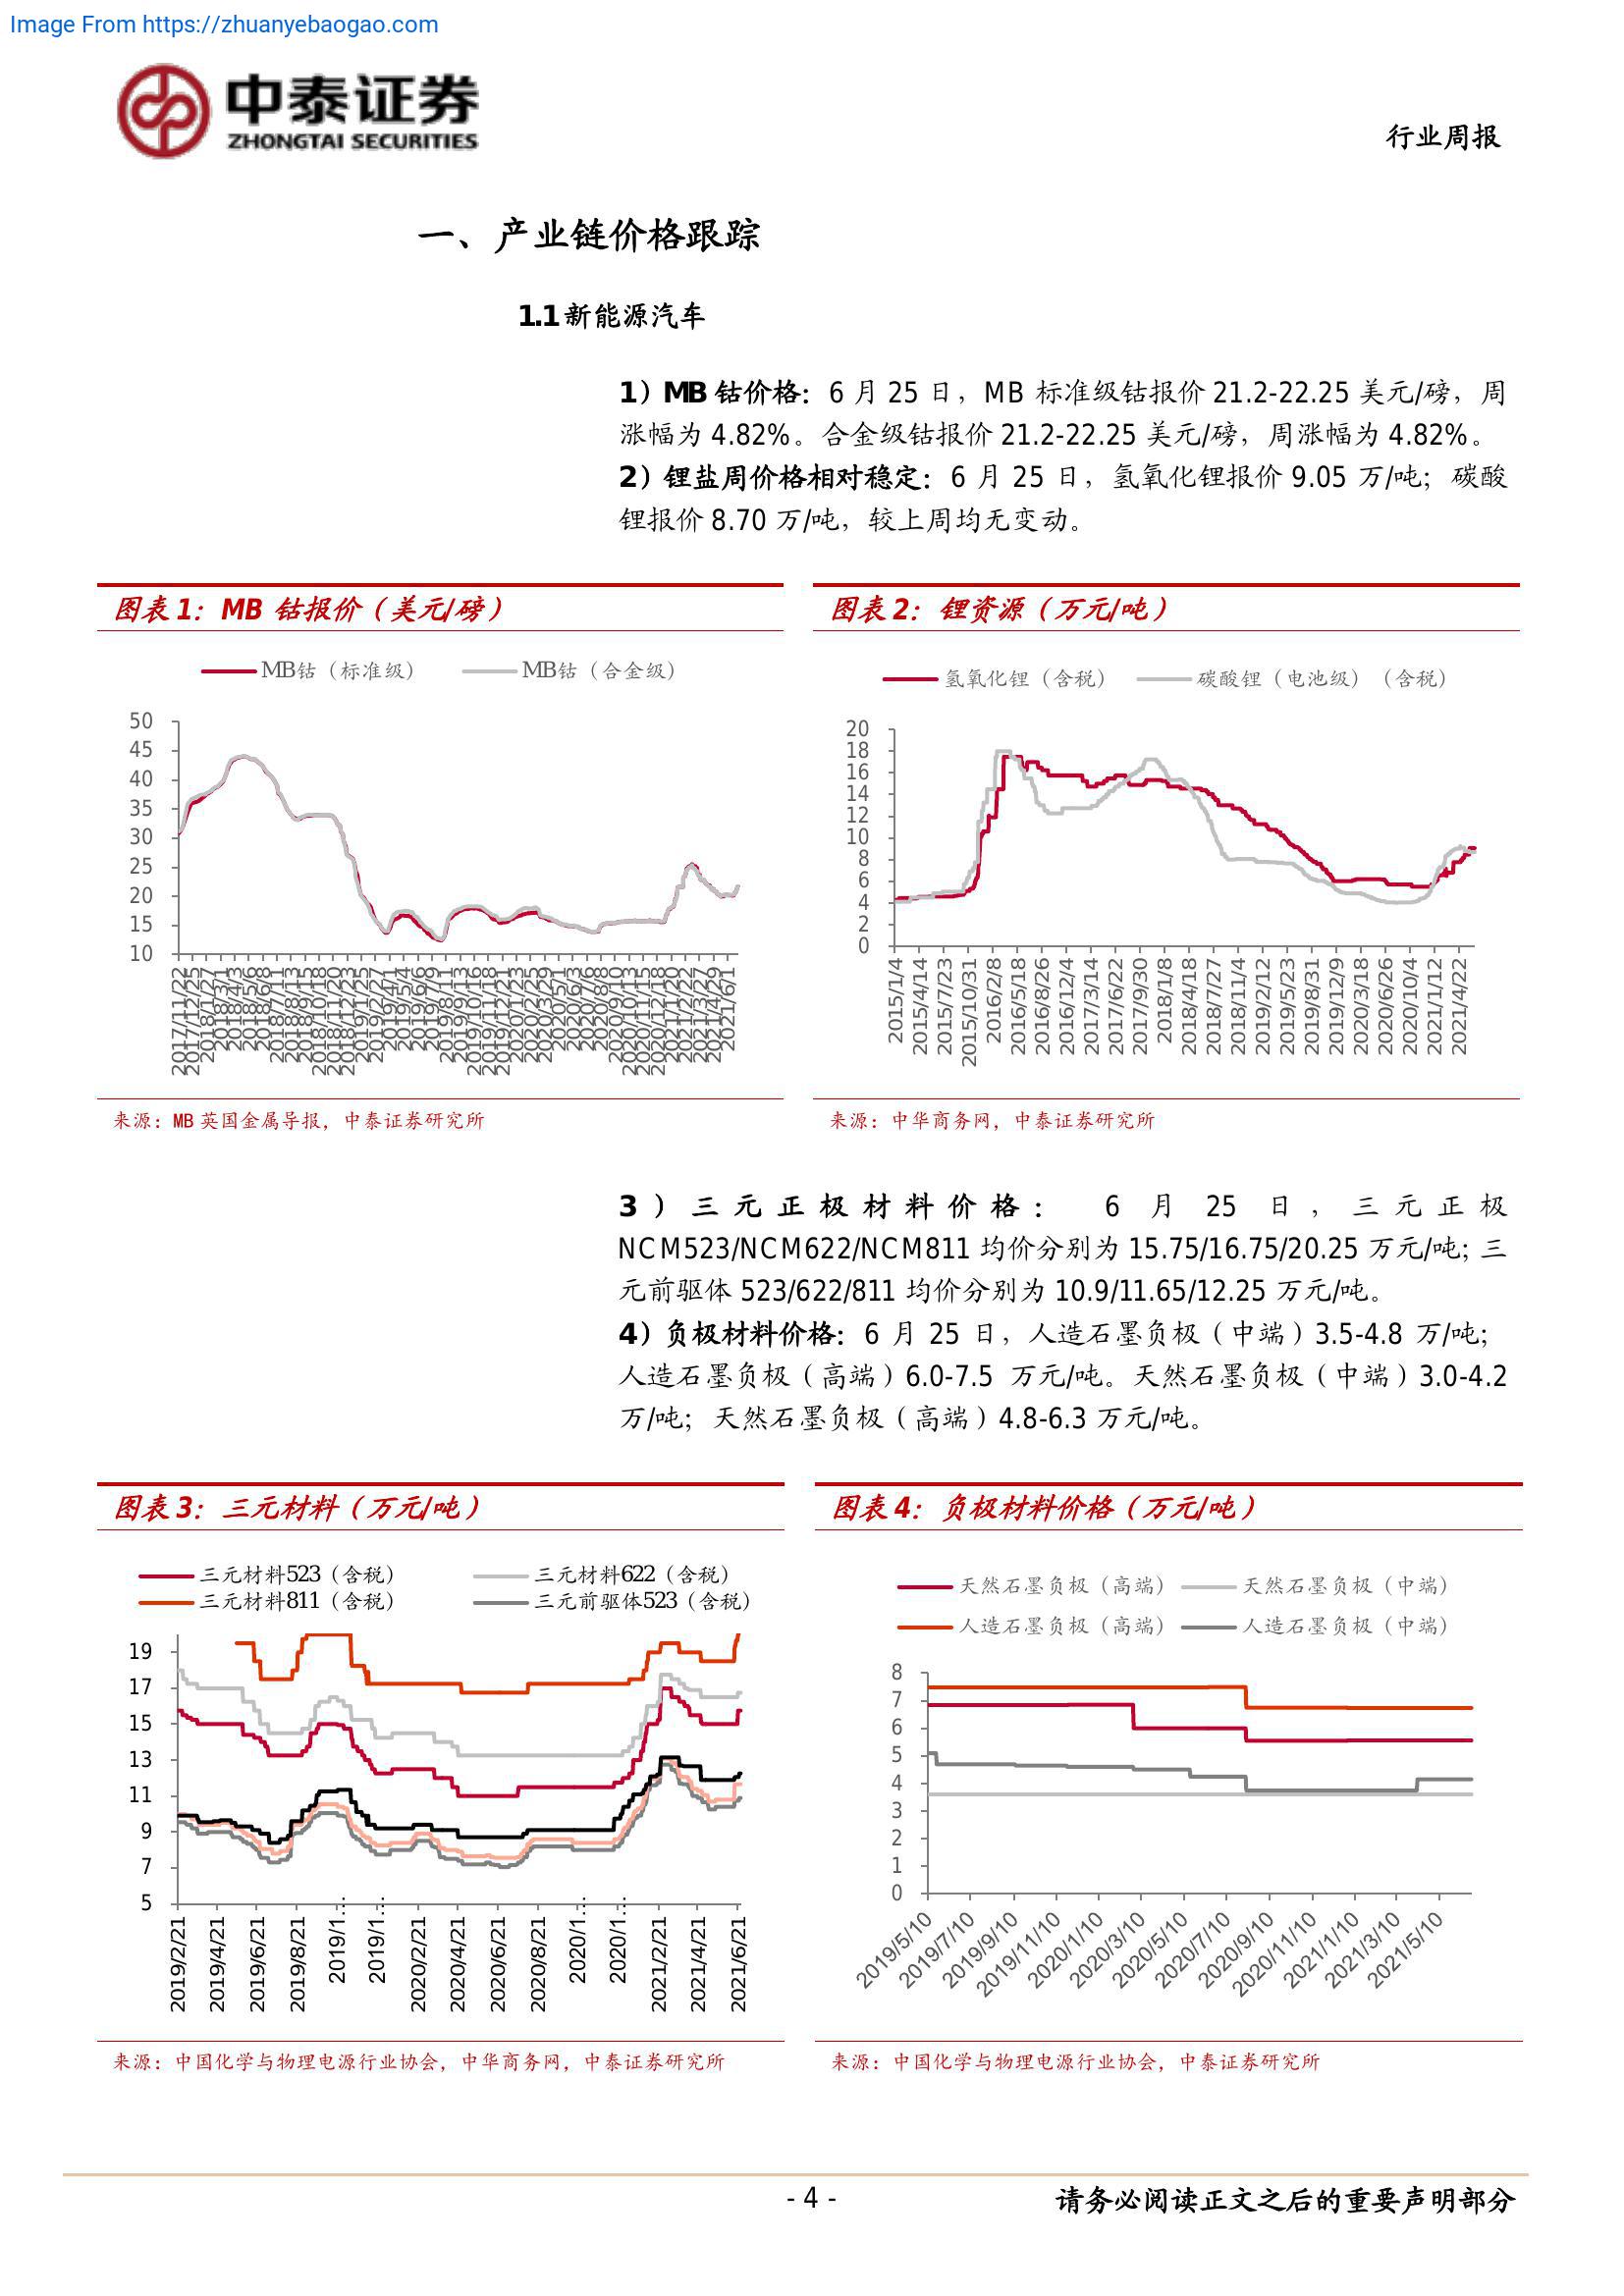 Image From https://zhuanyebaogao.com
中泰证券
ZHONGTAI SECURITIES
行业周报
一、产业链价格跟踪
1.1新能源汽车
1）MB 钴价格：6 月 25 日，MB 标准级钴报价 21.2-22.25 美元/磅，周
涨幅为 4.82%。合金级钴报价 21.2-22.25 美元/磅，周涨幅为 4.82%。
2）锂盐周价格相对稳定：6 月 25 日，氢氧化锂报价 9.05 万/吨；碳酸
锂报价 8.70 万/吨，较上周均无变动。
图表 1：MB 钴报价（美元/磅）
MB钴（标准级） MB钴（合金级）
50
45
40
35
30
25
20
15
10
2017/11/22 2017/12/25 2018/1/27 2018/3/1 2018/4/3 2018/5/6 2018/6/8 2018/7/11 2018/8/13 2018/9/15 2018/10/18 2018/11/20 2018/12/23 2019/1/25 2019/2/27 2019/4/1 2019/5/4 2019/6/6 2019/7/9 2019/8/11 2019/9/13 2019/10/16 2019/11/18 2019/12/21 2020/1/23 2020/2/25 2020/3/29 2020/5/1 2020/6/3 2020/7/6 2020/8/8 2020/9/10 2020/10/13 2020/11/15 2020/12/18 2021/1/20 2021/2/22 2021/3/27 2021/4/29 2021/6/1
来源：MB 英国金属导报，中泰证券研究所
图表 2：锂资源（万元/吨）
氢氧化锂（含税） 碳酸锂（电池级）（含税）
20
18
16
14
12
10
8
6
4
2
0
2015/1/4 2015/4/14 2015/7/23 2015/10/31 2016/2/8 2016/5/18 2016/8/26 2016/12/4 2017/3/14 2017/6/22 2017/9/30 2018/1/8 2018/4/18 2018/7/27 2018/11/4 2019/2/12 2019/5/23 2019/8/31 2019/12/9 2020/3/18 2020/6/26 2020/10/4 2021/1/12 2021/4/22
来源：中华商务网，中泰证券研究所
3）三元正极材料价格： 6 月 25 日，三元正极
NCM523/NCM622/NCM811 均价分别为 15.75/16.75/20.25 万元/吨；三
元前驱体 523/622/811 均价分别为 10.9/11.65/12.25 万元/吨。
4）负极材料价格：6 月 25 日，人造石墨负极（中端）3.5-4.8 万/吨；
人造石墨负极（高端）6.0-7.5 万元/吨。天然石墨负极（中端）3.0-4.2
万/吨；天然石墨负极（高端）4.8-6.3 万元/吨。
图表 3：三元材料（万元/吨）
三元材料523（含税） 三元材料622（含税）
三元材料811（含税） 三元前驱体523（含税）
19
17
15
13
11
9
7
5
2019/2/21 2019/4/21 2019/6/21 2019/8/21 2019/1… 2019/1… 2020/2/21 2020/4/21 2020/6/21 2020/8/21 2020/1… 2020/1… 2021/2/21 2021/4/21 2021/6/21
来源：中国化学与物理电源行业协会，中华商务网，中泰证券研究所
图表 4：负极材料价格（万元/吨）
天然石墨负极（高端） 天然石墨负极（中端）
人造石墨负极（高端） 人造石墨负极（中端）
8
7
6
5
4
3
2
1
0
2019/5/10 2019/7/10 2019/9/10 2019/11/10 2020/1/10 2020/3/10 2020/5/10 2020/7/10 2020/9/10 2020/11/10 2021/1/10 2021/3/10 2021/5/10
来源：中国化学与物理电源行业协会，中泰证券研究所
- 4 -
请务必阅读正文之后的重要声明部分